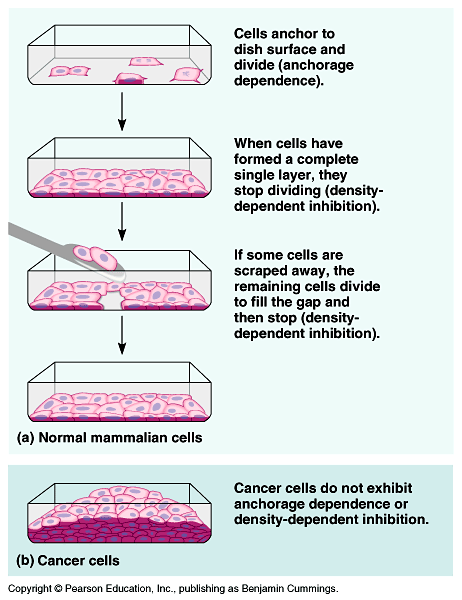 Cells anchor to
dish surface and
divide (anchorage
dependence).
When cells have
formed a complete
single layer, they
stop dividing (density-
dependent inhibition).
If some cells are
scraped away, the
remaining cells divide
to fill the gap and
then stop (density-
dependent inhibition).
(a) Normal mammalian cells
Cancer cells do not exhibit
anchorage dependence or
density-dependent inhibition.
(b) Cancer cells
Copyright © Pearson Education, Inc., publishing as Benjamin Cummings.